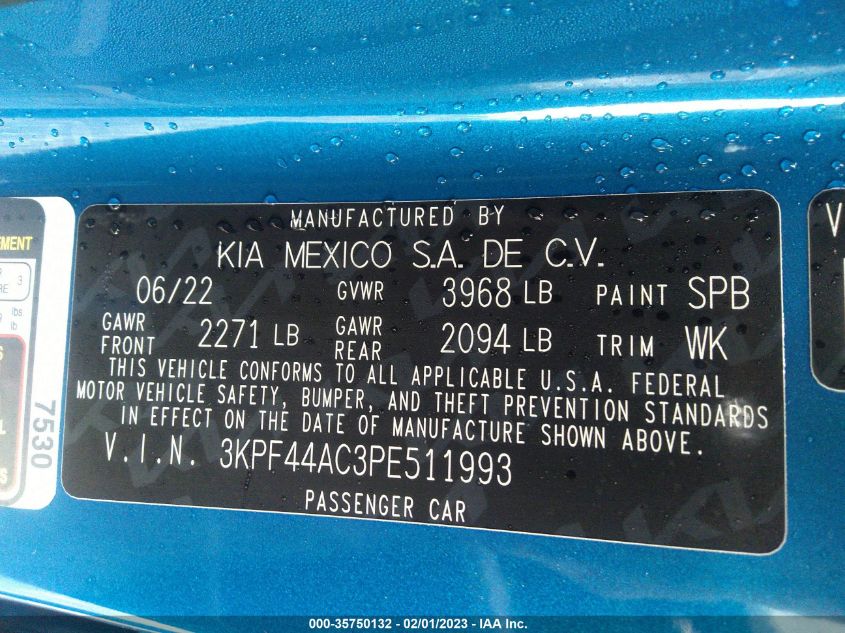 MANUFACTURED BY
KIA MEXICO S.A. DE C.V.
06/22 GVWR 3968 LB PAINT SPB
GAWR FRONT 2271 LB GAWR REAR 2094 LB TRIM WK
THIS VEHICLE CONFORMS TO ALL APPLICABLE U.S.A. FEDERAL
MOTOR VEHICLE SAFETY, BUMPER, AND THEFT PREVENTION STANDARDS
IN EFFECT ON THE DATE OF MANUFACTURE SHOWN ABOVE.
V.I.N. 3KPF44AC3PE511993
PASSENGER CAR
3
lbs.
lb
7530
V
000-35750132 - 02/01/2023 - IAA Inc.